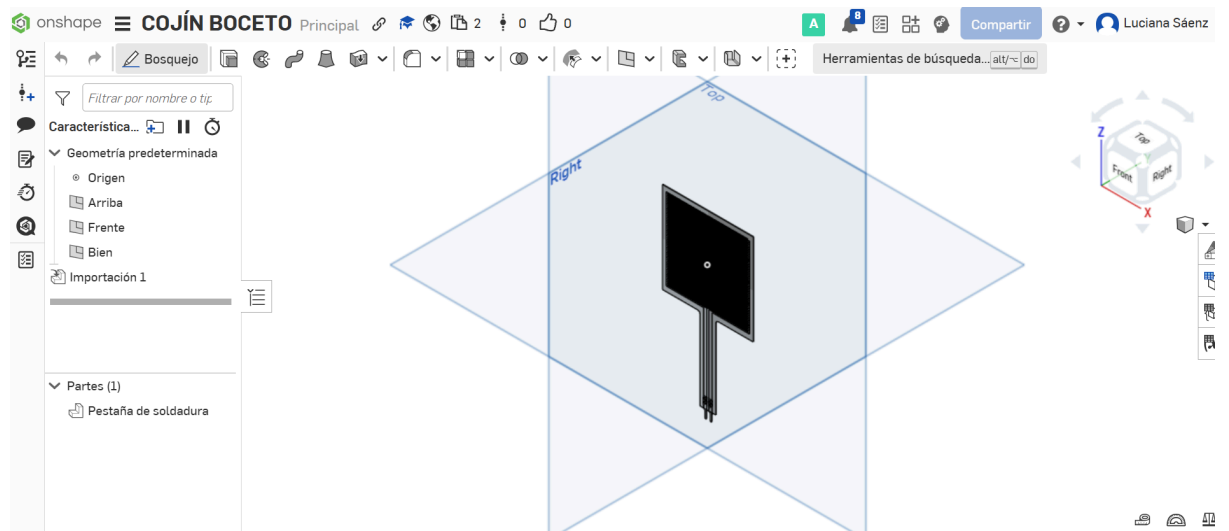 onshape COJÍN BOCETO Principal 2 0 0 A 8 Compartir Luciana Sáenz
Bosquejo Herramientas de búsqueda... alt/⌥ do
Filtrar por nombre o tip
Característica...
Geometría predeterminada
Origen
Arriba
Frente
Bien
Importación 1
Partes (1)
Pestaña de soldadura
Top
Right
Z
Top
Front
Right
X